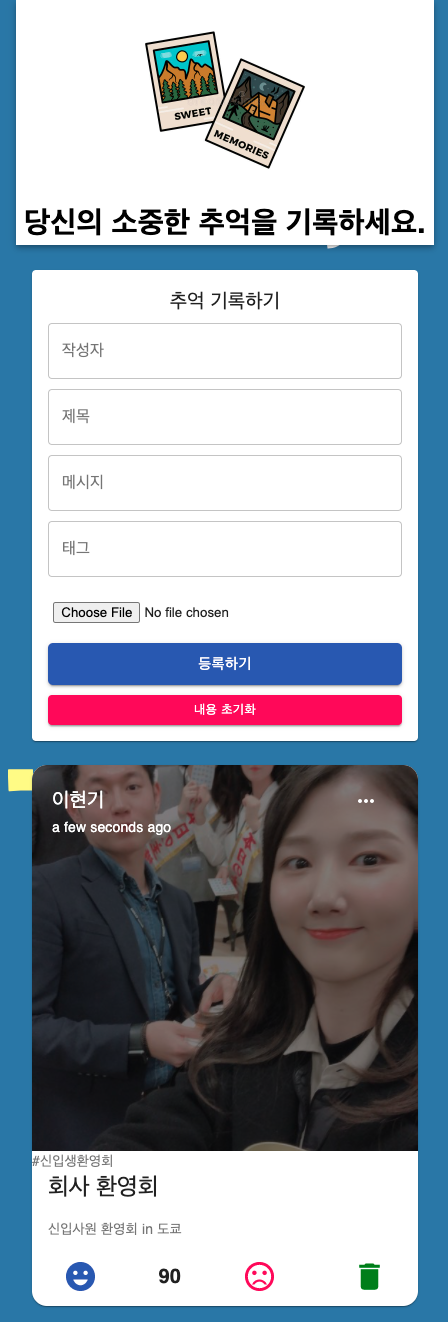 SWEET
MEMORIES
당신의 소중한 추억을 기록하세요.
추억 기록하기
작성자
제목
메시지
태그
Choose File No file chosen
등록하기
내용 초기화
이현기
a few seconds ago
#신입생환영회
회사 환영회
신입사원 환영회 in 도쿄
90